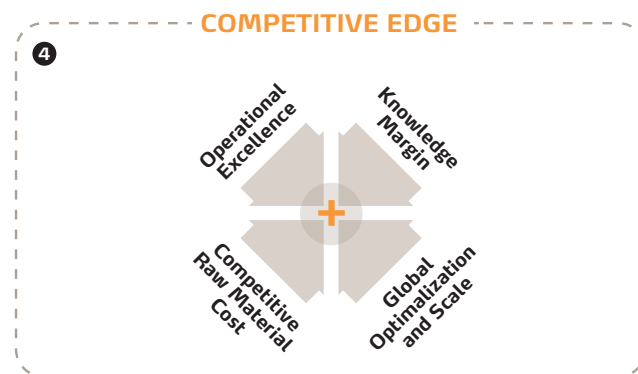 COMPETITIVE EDGE
4
Operational
Excellence
Knowledge
Margin
+
Competitive
Raw Material
Cost
Global
Optimalization
and Scale